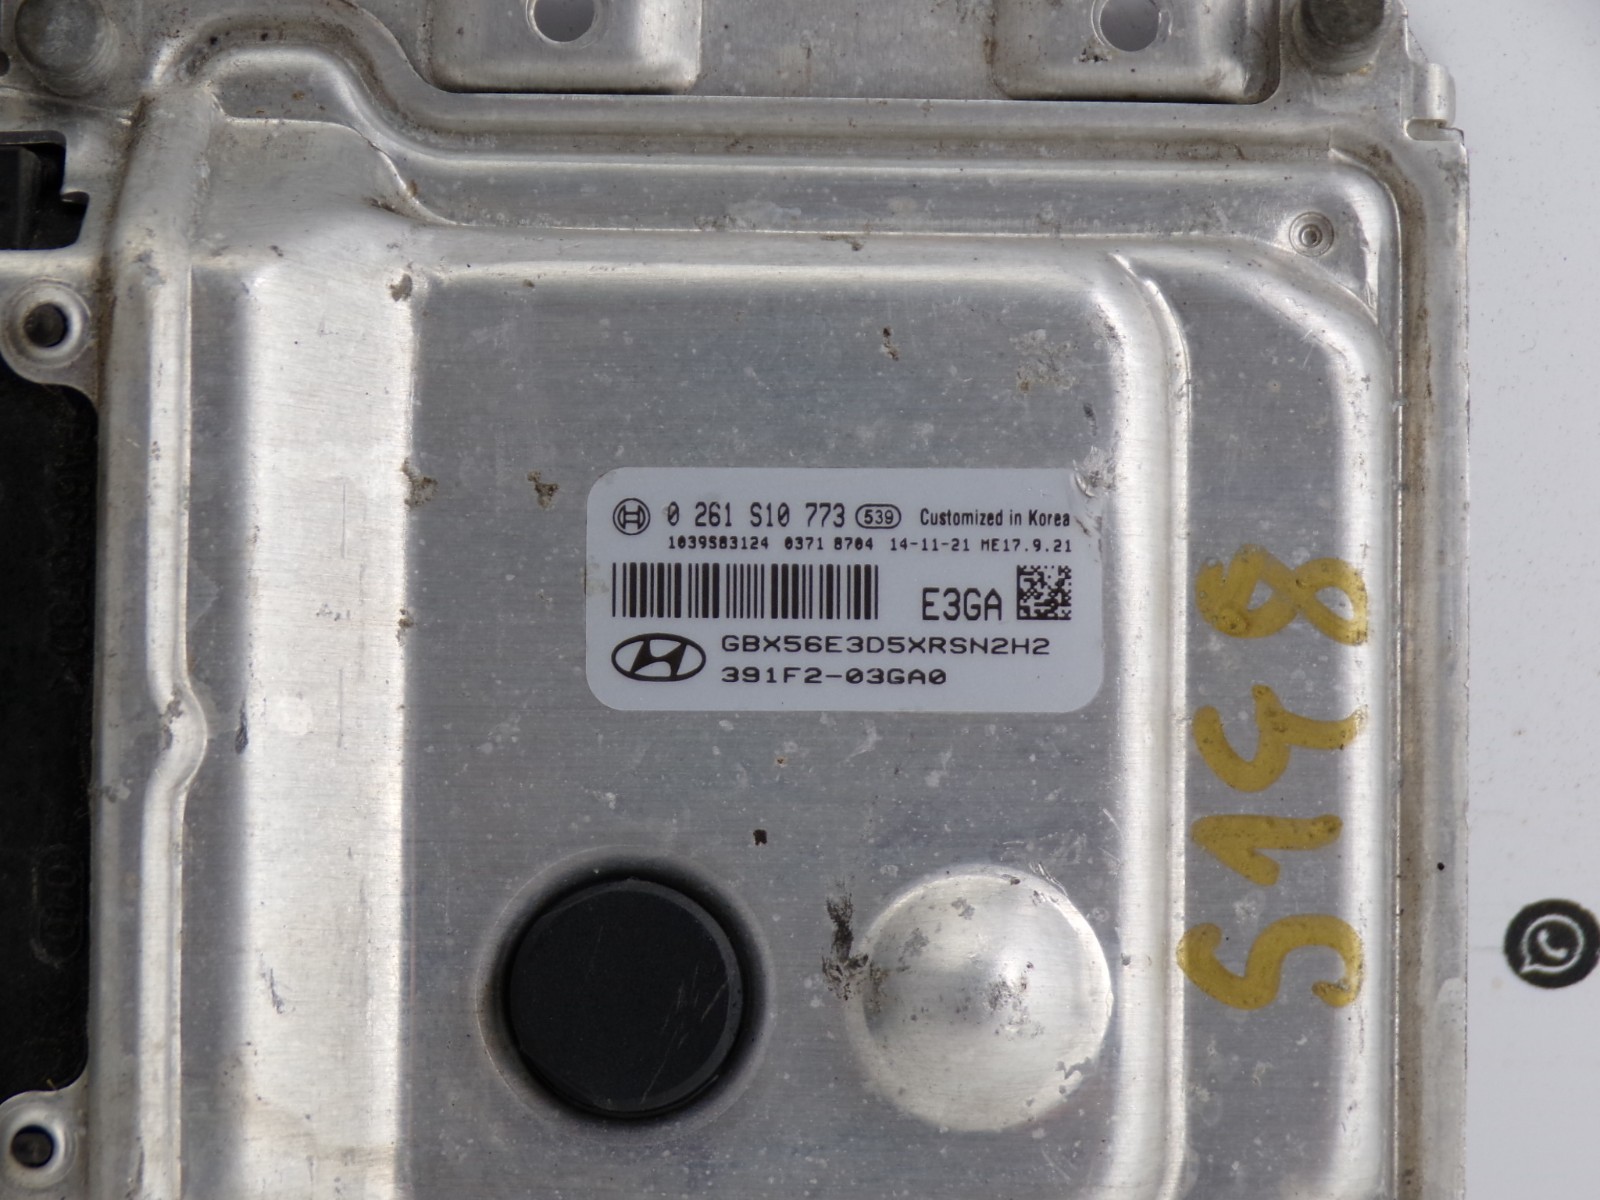 0 261 S10 773 539 Customized in Korea
1039S83124 0371 8704 14-11-21 ME17.9.21
E3GA
GBX56E3D5XRSN2H2
391F2-03GA0